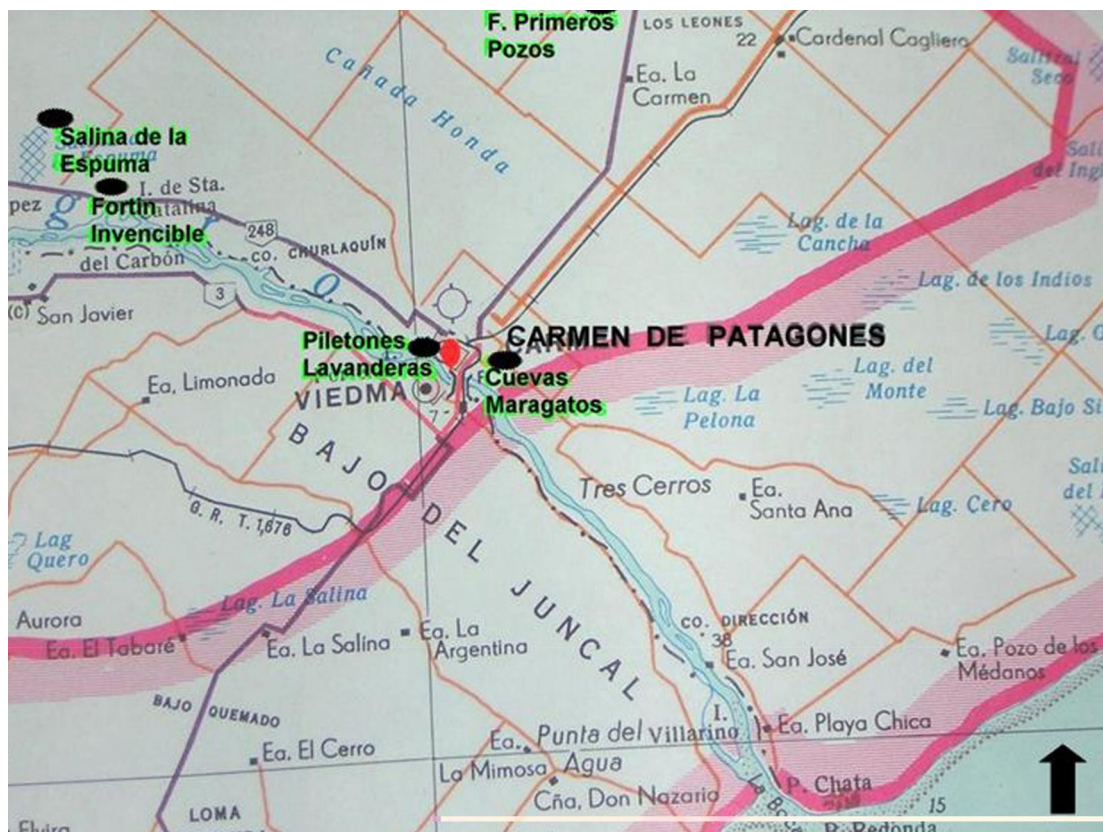 F. Primeros
Pozos
LOS LEONES
22
Cardenal Cagliero
Ea. La
Carmen
Cañada Honda
Salitral
Seco
Salina de la
Espuma
I. de Sta.
Catalina
Fortin
Invencible
del Carbón
248
CO. CHURLAQUÍN
3
(c) San Javier
Lag. de la
Cancha
Lag. de los Indios
Piletones
Lavanderas
CARMEN DE PATAGONES
Cuevas
Maragatos
VIEDMA
Ea. Limonada
Lag. del
Monte
Lag. La
Pelona
Lag. Bajo
BAJO DEL JUNCAL
Tres Cerros
Ea.
Santa Ana
Lag. Cero
G. R. T. 1,676
Lag
Quero
Lag. La Salina
Aurora
Ea. El Tabaré
Ea. La Salina
Ea. La
Argentina
CO. DIRECCIÓN
38
Ea. San José
Ea. Pozo de los
Médanos
BAJO QUEMADO
I.
Villarino
Ea. Playa Chica
Ea. El Cerro
Ea.
La Mimosa
Punta del
Agua
Cña. Don Nazario
P. Chata
15
LOMA
B. Redonda